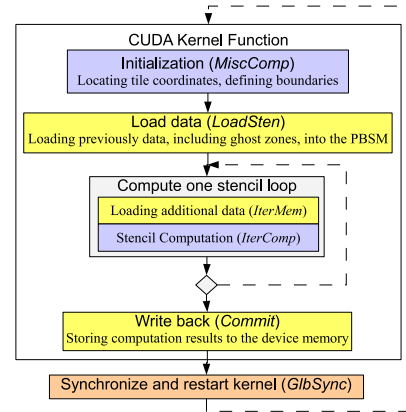 CUDA Kernel Function
Initialization (MiscComp)
Locating tile coordinates, defining boundaries
Load data (LoadSten)
Loading previously data, including ghost zones, into the PBSM
Compute one stencil loop
Loading additional data (IterMem)
Stencil Computation (IterComp)
Write back (Commit)
Storing computation results to the device memory
Synchronize and restart kernel (GlbSync)